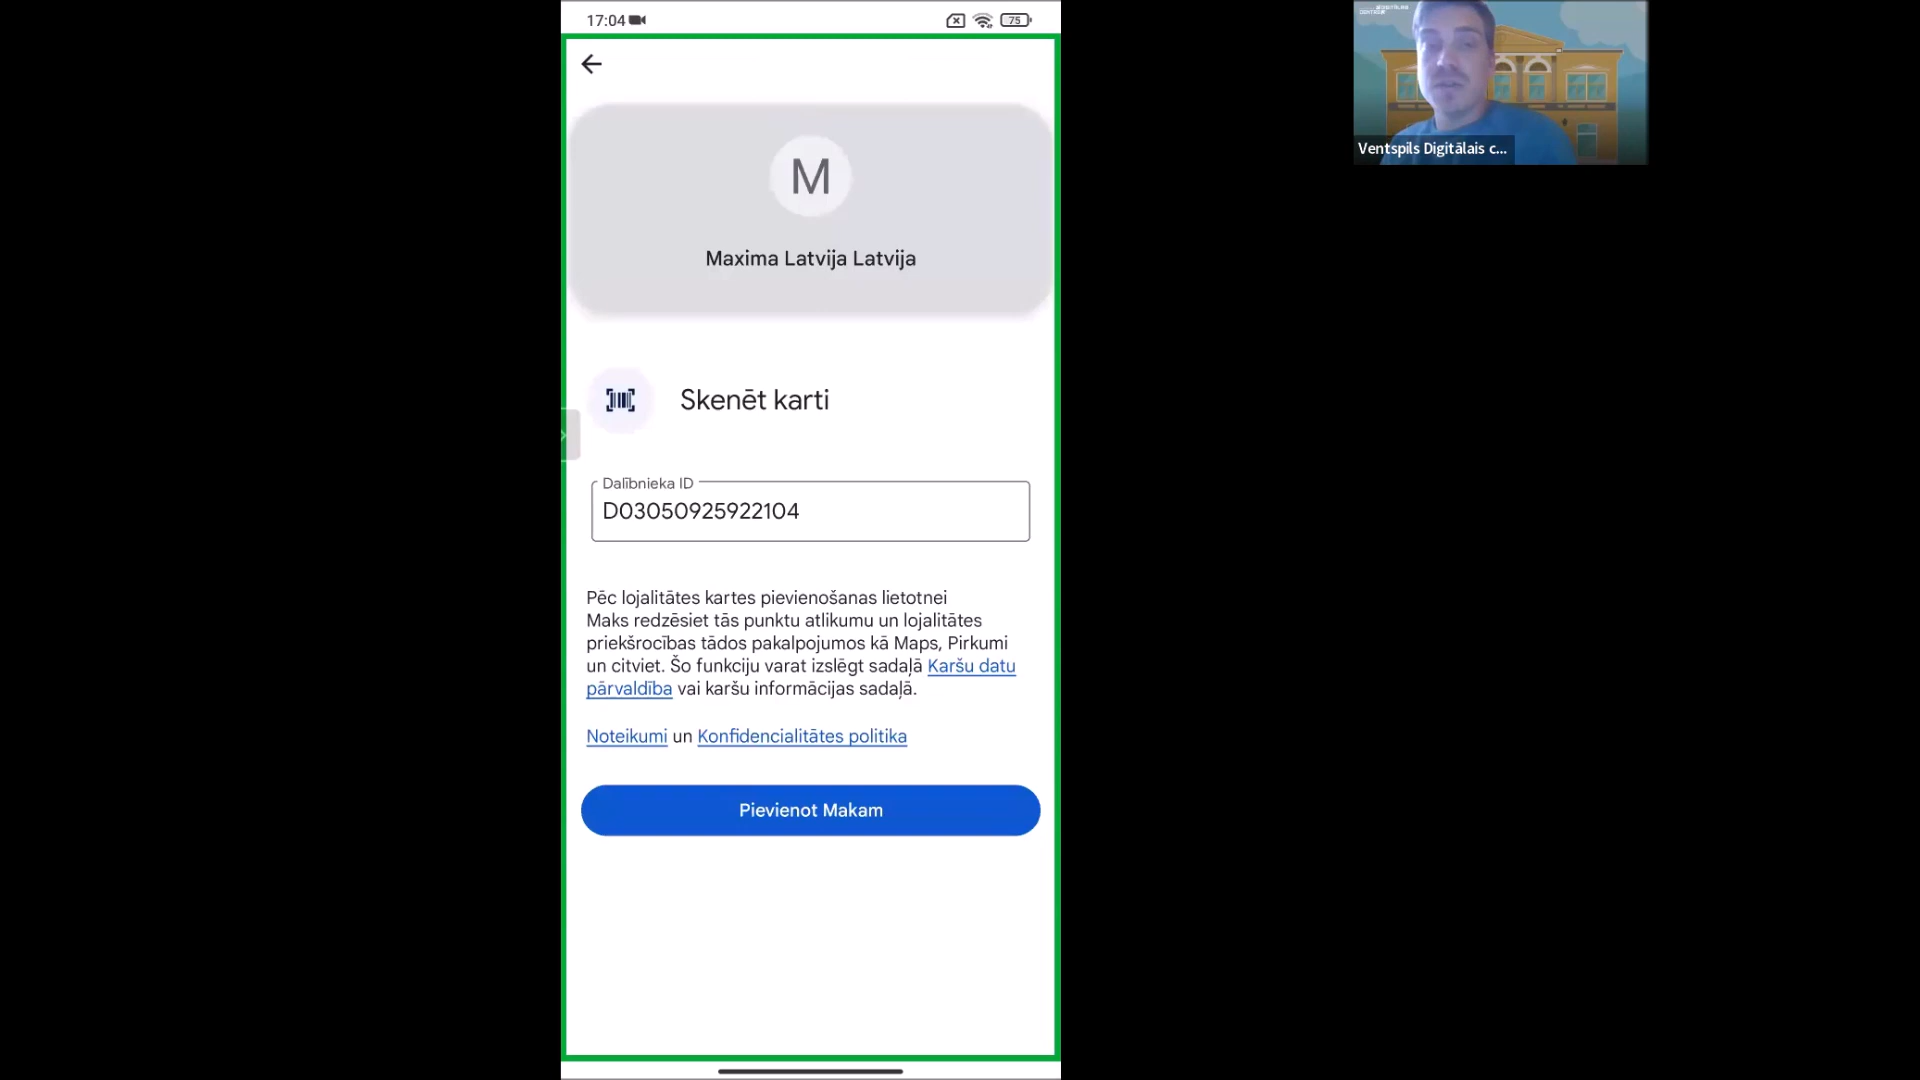 17:04
75
M
Maxima Latvija Latvija
Skenēt karti
Dalībnieka ID
D03050925922104
Pēc lojalitātes kartes pievienošanas lietotnei
Maks redzēsiet tās punktu atlikumu un lojalitātes
priekšrocības tādos pakalpojumos kā Maps, Pirkumi
un citviet. Šo funkciju varat izslēgt sadaļā Karšu datu
pārvaldība vai karšu informācijas sadaļā.
Noteikumi un Konfidencialitātes politika
Pievienot Makam
Ventspils Digitālais c...